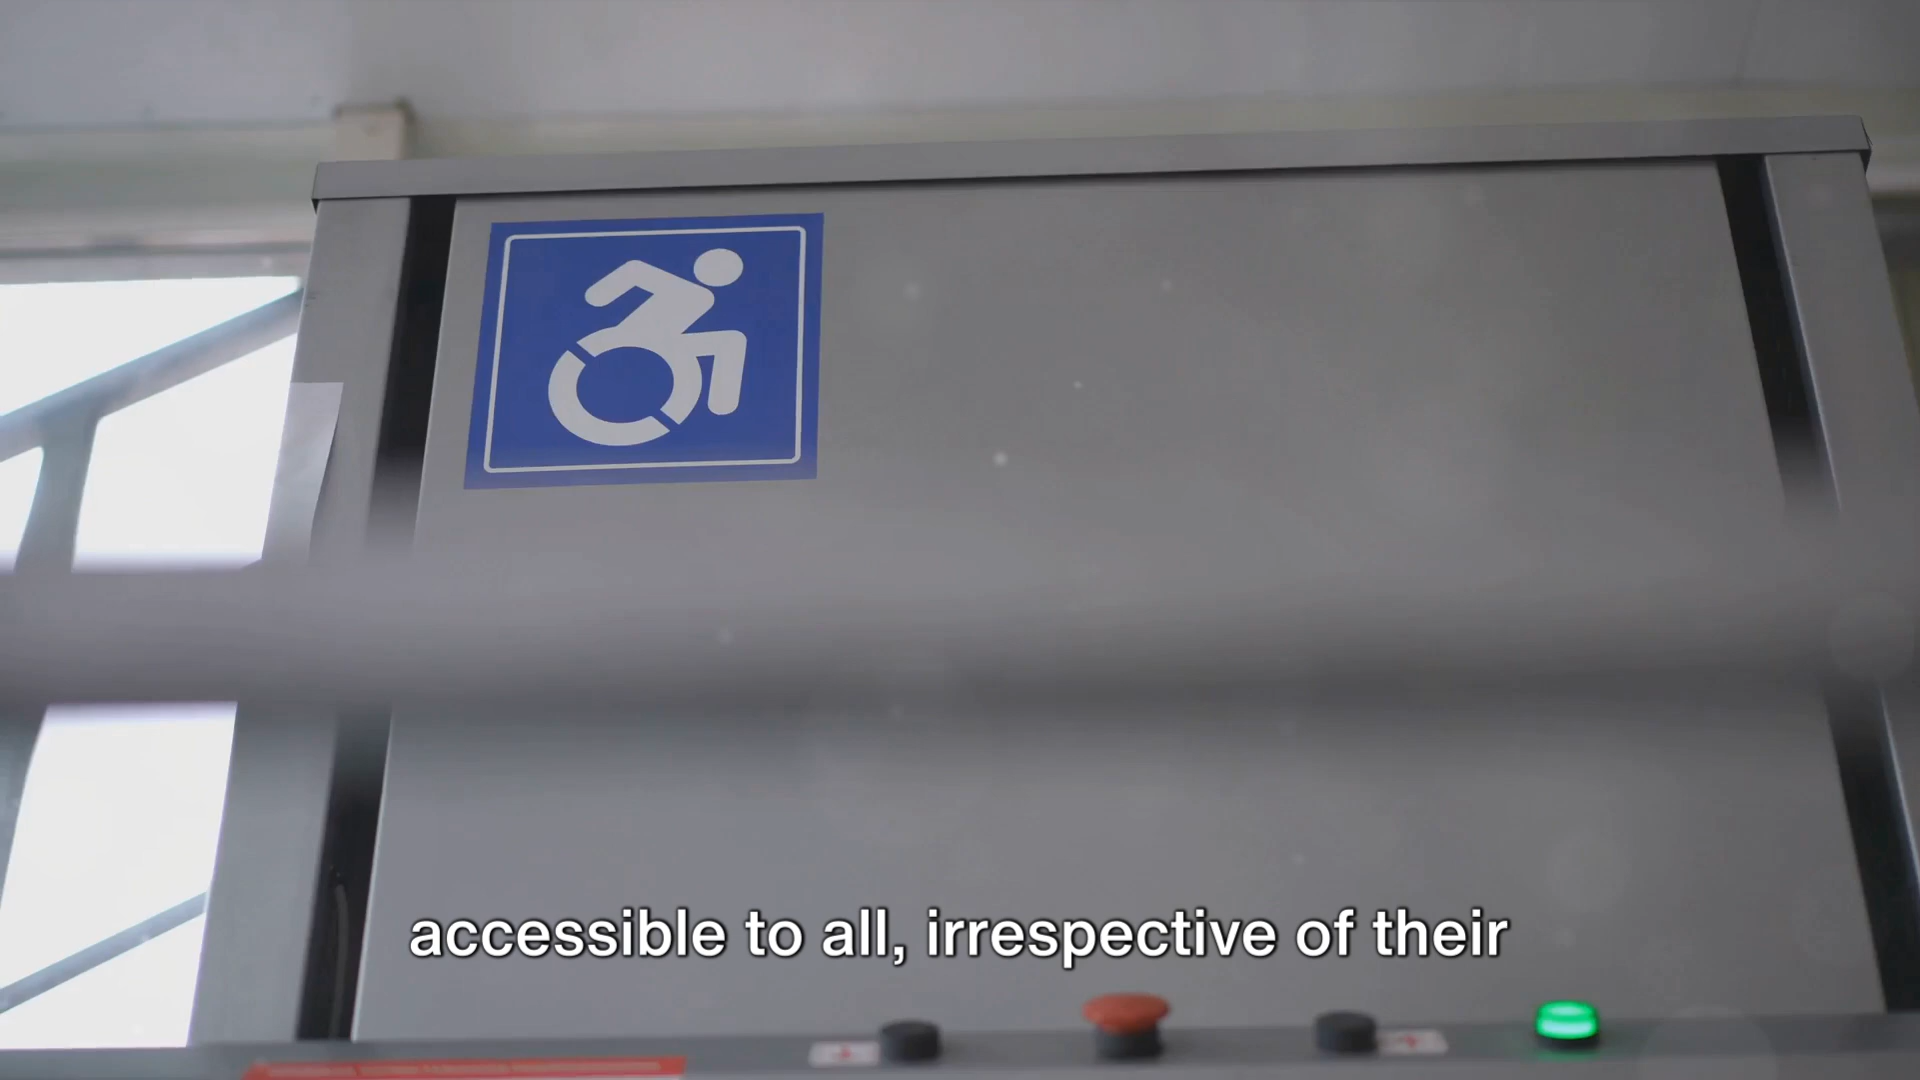 accessible to all, irrespective of their